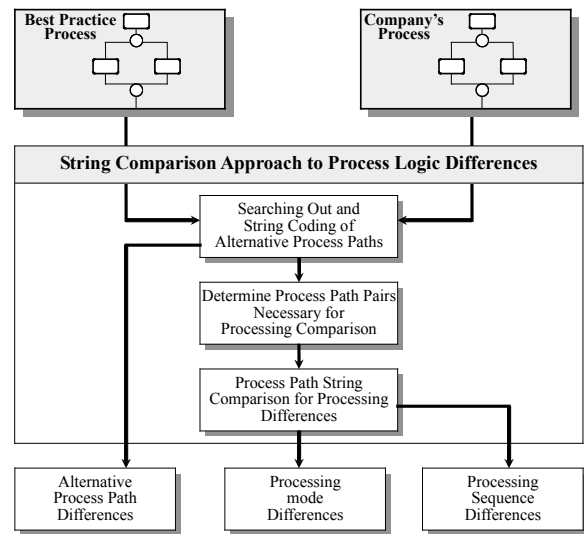 Best Practice
Process
Company's
Process
String Comparison Approach to Process Logic Differences
Searching Out and
String Coding of
Alternative Process Paths
Determine Process Path Pairs
Necessary for
Processing Comparison
Process Path String
Comparison for Processing
Differences
Alternative
Process Path
Differences
Processing
mode
Differences
Processing
Sequence
Differences